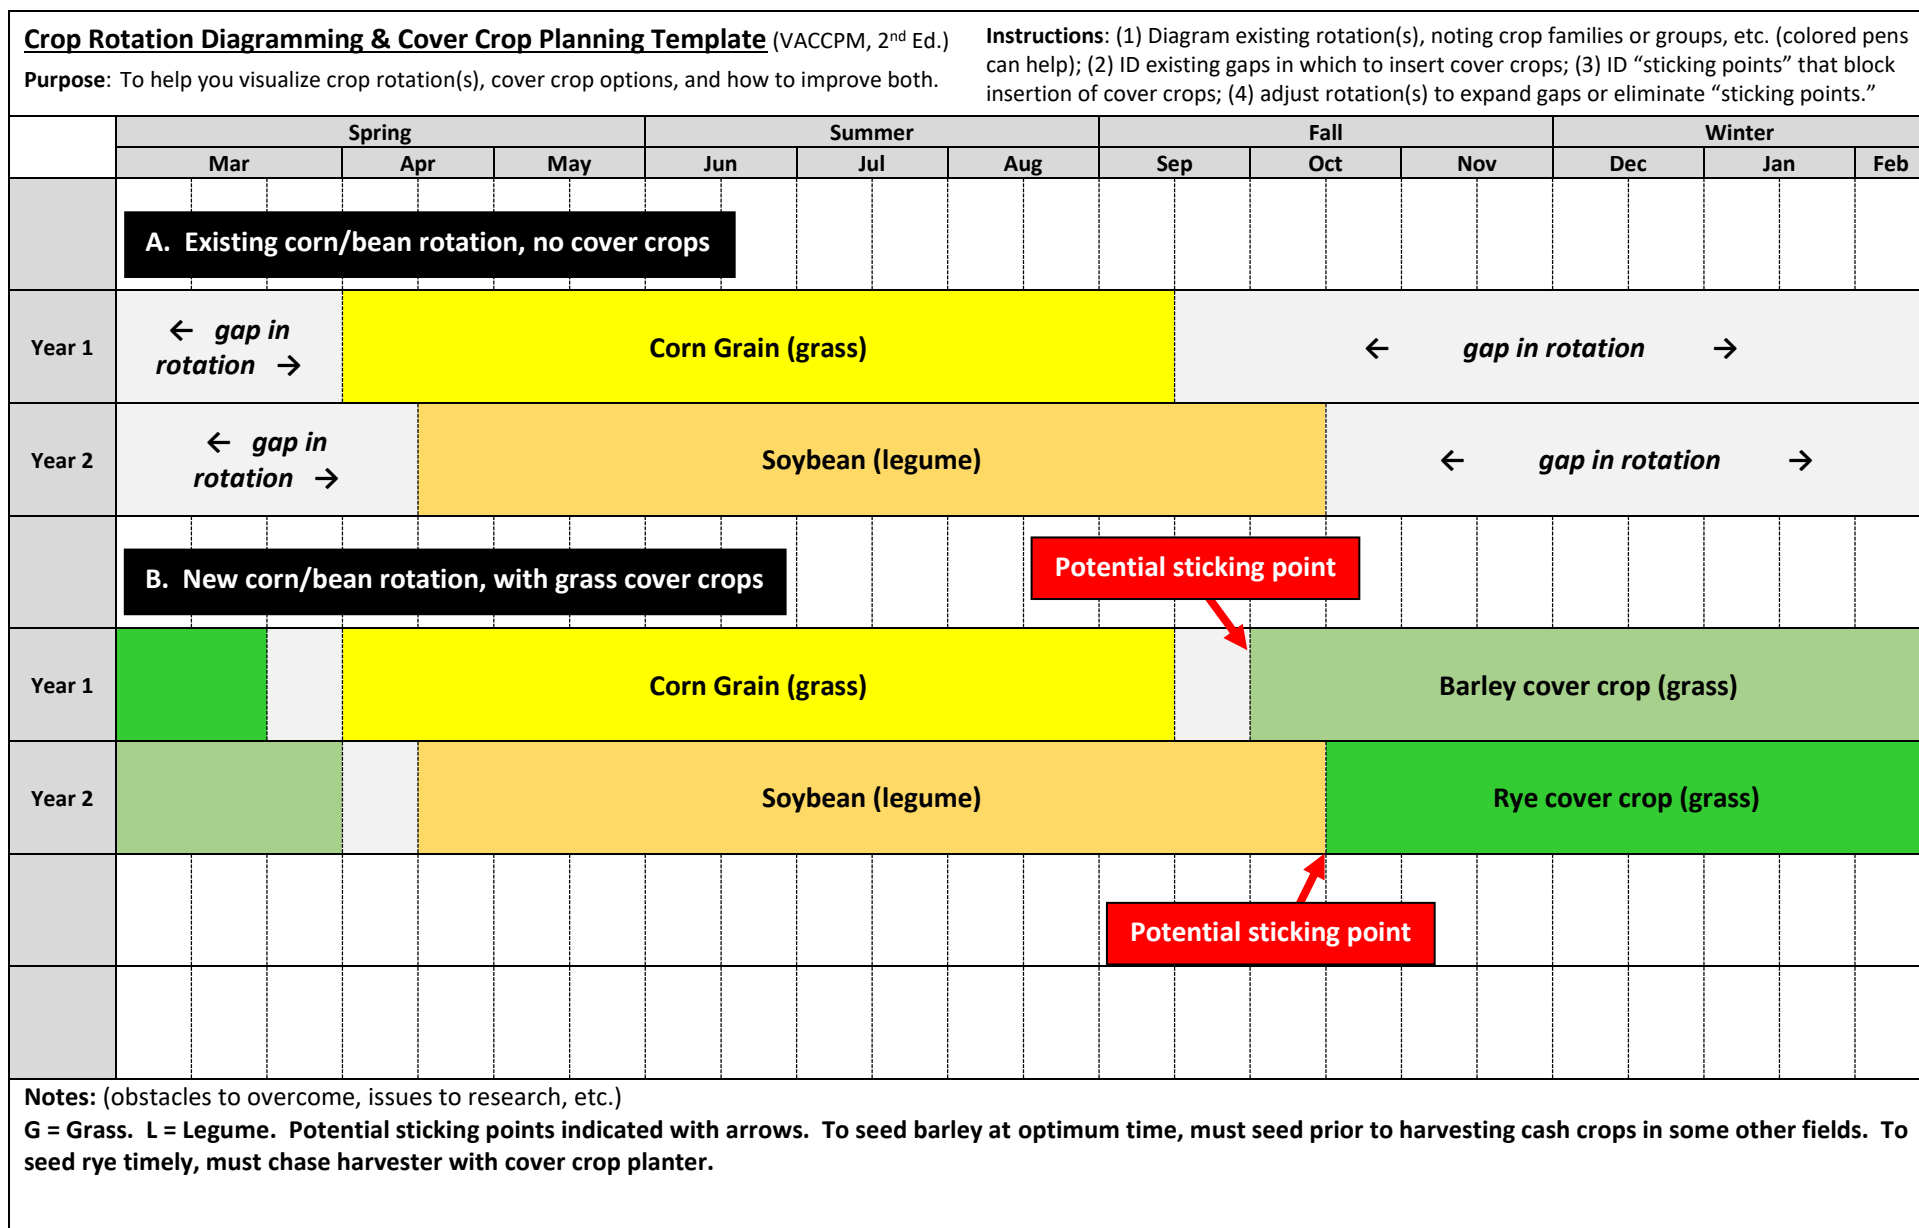 Crop Rotation Diagramming & Cover Crop Planning Template (VACCPM, 2nd Ed.)
Purpose: To help you visualize crop rotation(s), cover crop options, and how to improve both.
Instructions: (1) Diagram existing rotation(s), noting crop families or groups, etc. (colored pens
can help); (2) ID existing gaps in which to insert cover crops; (3) ID “sticking points” that block
insertion of cover crops; (4) adjust rotation(s) to expand gaps or eliminate “sticking points.”
Spring Summer Fall Winter
Mar Apr May Jun Jul Aug Sep Oct Nov Dec Jan Feb
A. Existing corn/bean rotation, no cover crops
Year 1
← gap in
rotation →
Corn Grain (grass)
← gap in rotation →
Year 2
← gap in
rotation →
Soybean (legume)
← gap in rotation →
B. New corn/bean rotation, with grass cover crops
Potential sticking point
Year 1
Corn Grain (grass)
Barley cover crop (grass)
Year 2
Soybean (legume)
Rye cover crop (grass)
Potential sticking point
Notes: (obstacles to overcome, issues to research, etc.)
G = Grass. L = Legume. Potential sticking points indicated with arrows. To seed barley at optimum time, must seed prior to harvesting cash crops in some other fields. To
seed rye timely, must chase harvester with cover crop planter.